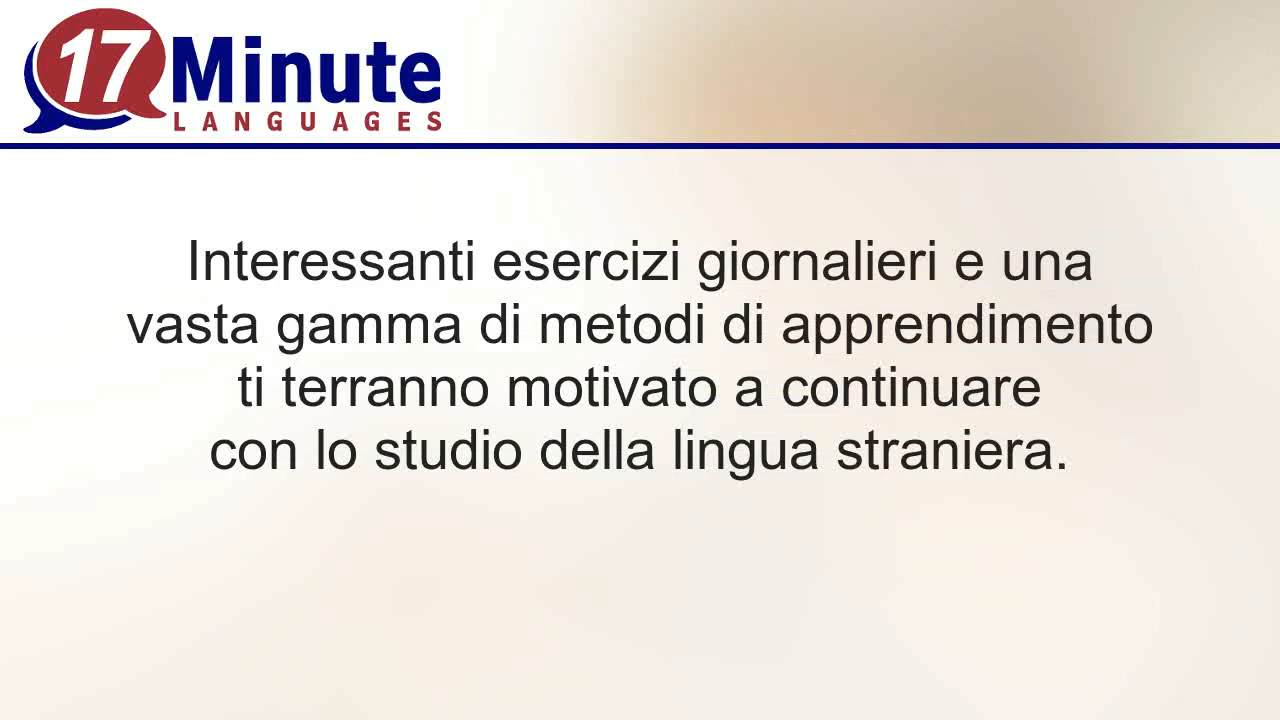 17 Minute
LANGUAGES
Interessanti esercizi giornalieri e una
vasta gamma di metodi di apprendimento
ti terranno motivato a continuare
con lo studio della lingua straniera.